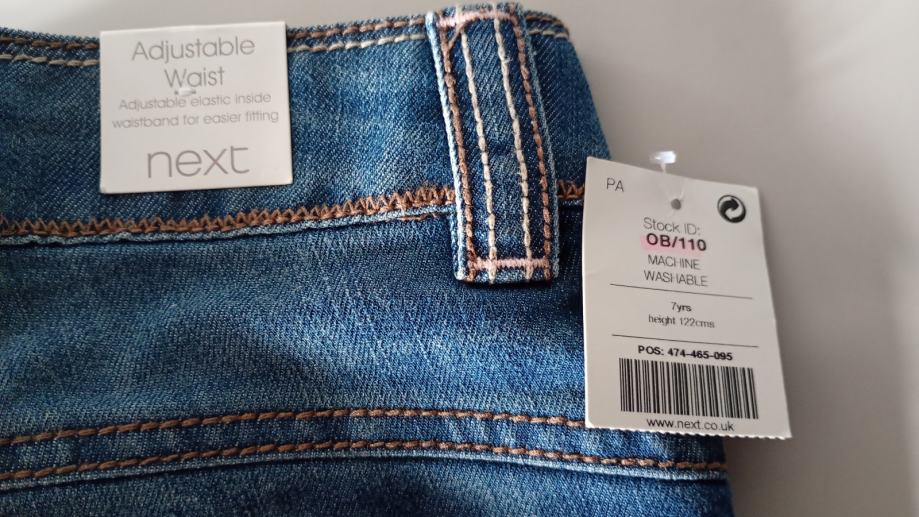 Adjustable
Waist
Adjustable elastic inside
waistband for easier fitting
next
PA
Stock ID:
OB/110
MACHINE
WASHABLE
7yrs
height 122cms
POS: 474-465-095
www.next.co.uk